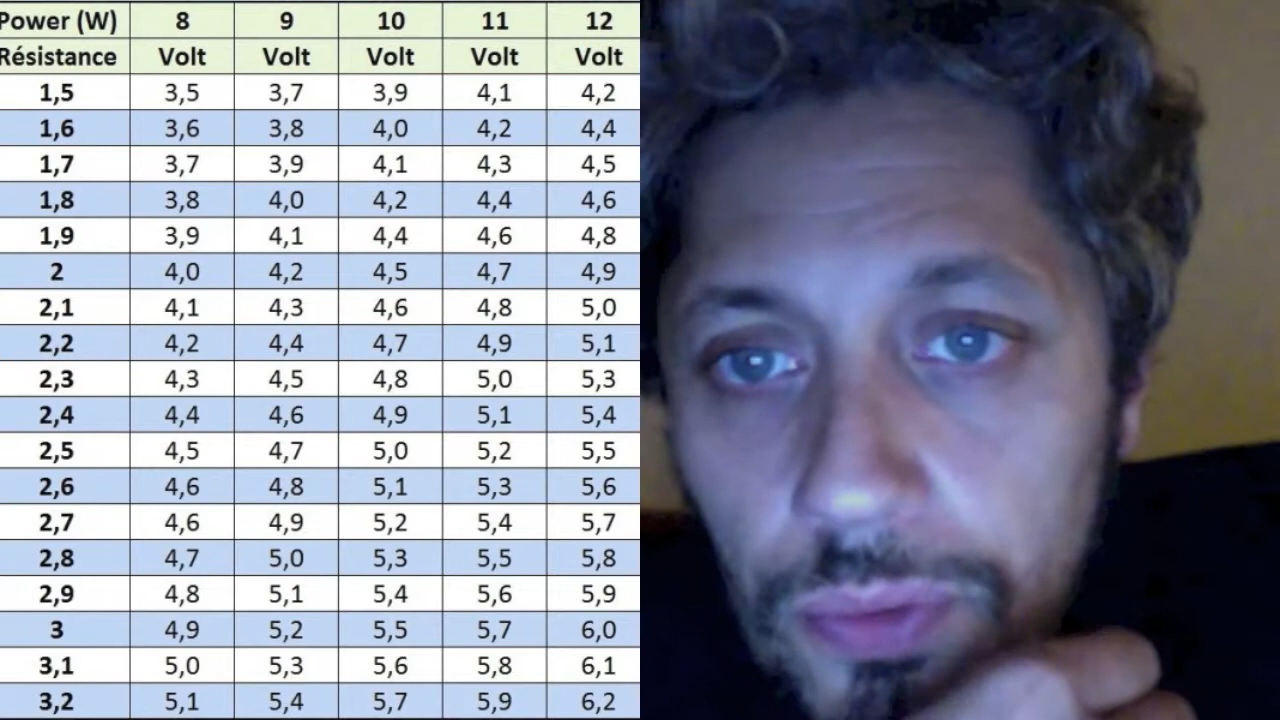 Power (W) 8 9 10 11 12
Résistance Volt Volt Volt Volt Volt
1,5 3,5 3,7 3,9 4,1 4,2
1,6 3,6 3,8 4,0 4,2 4,4
1,7 3,7 3,9 4,1 4,3 4,5
1,8 3,8 4,0 4,2 4,4 4,6
1,9 3,9 4,1 4,4 4,6 4,8
2 4,0 4,2 4,5 4,7 4,9
2,1 4,1 4,3 4,6 4,8 5,0
2,2 4,2 4,4 4,7 4,9 5,1
2,3 4,3 4,5 4,8 5,0 5,3
2,4 4,4 4,6 4,9 5,1 5,4
2,5 4,5 4,7 5,0 5,2 5,5
2,6 4,6 4,8 5,1 5,3 5,6
2,7 4,6 4,9 5,2 5,4 5,7
2,8 4,7 5,0 5,3 5,5 5,8
2,9 4,8 5,1 5,4 5,6 5,9
3 4,9 5,2 5,5 5,7 6,0
3,1 5,0 5,3 5,6 5,8 6,1
3,2 5,1 5,4 5,7 5,9 6,2